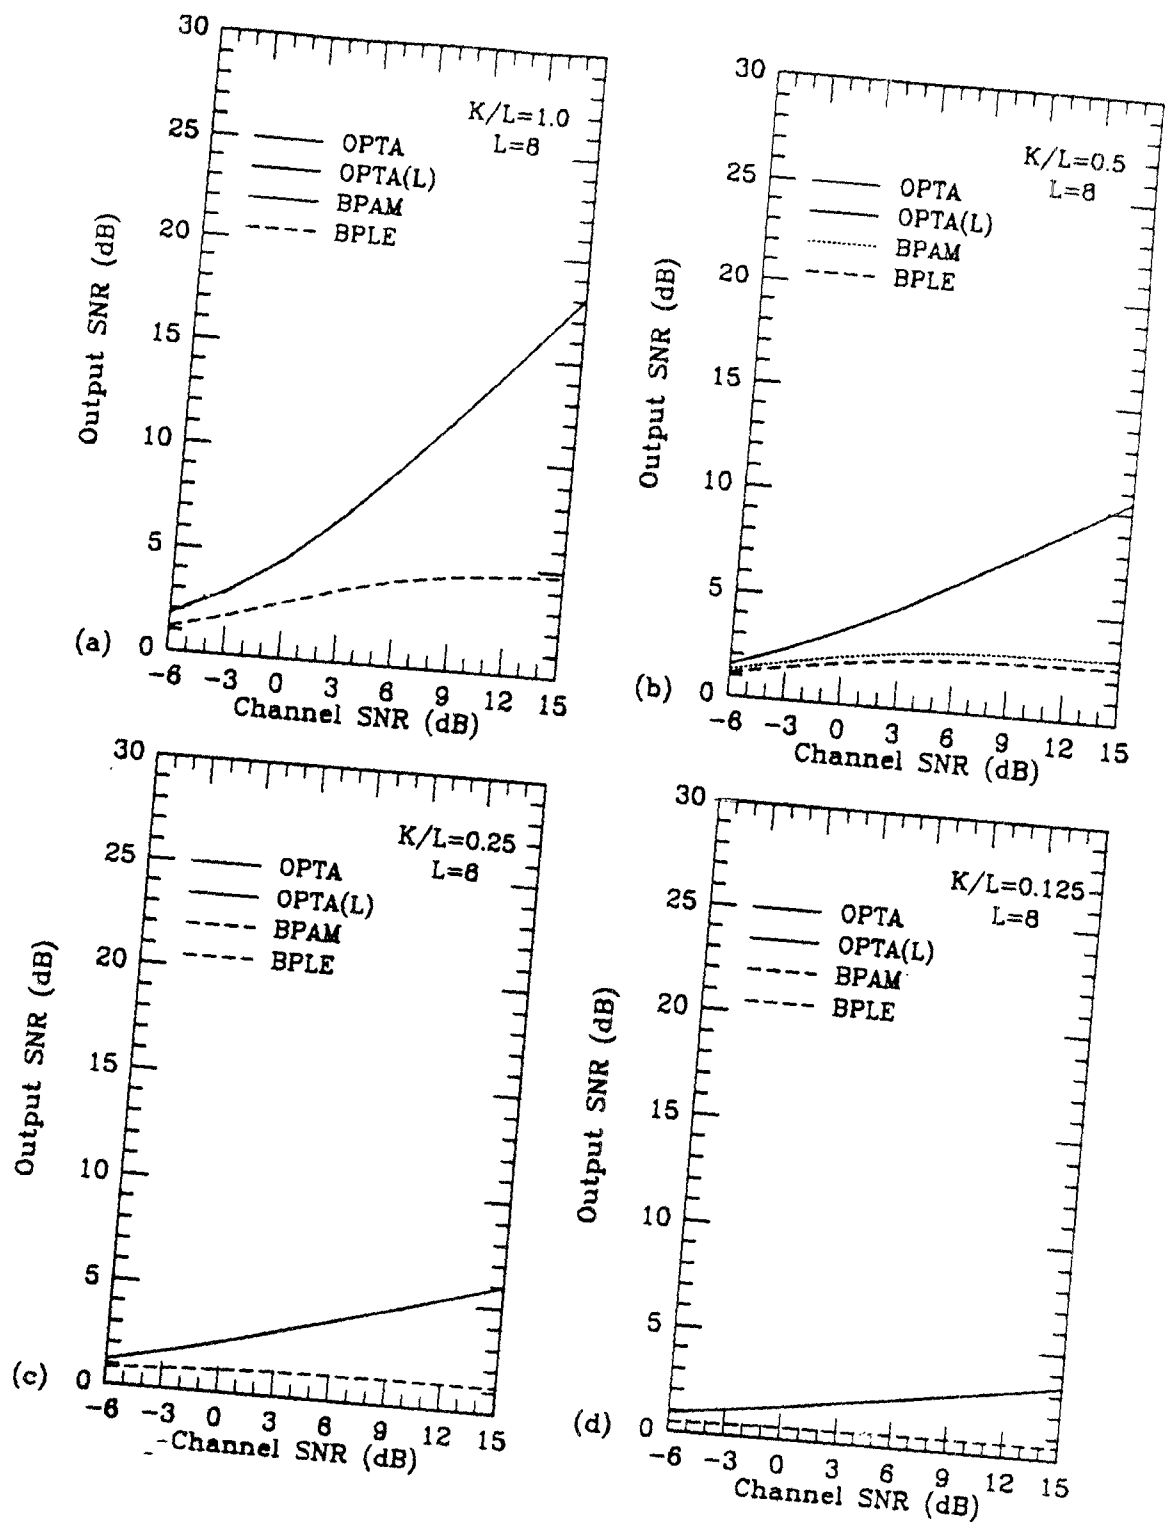 30
25
20
15
10
5
0
Output SNR (dB)
K/L=1.0
L=8
OPTA
OPTA(L)
BPAM
BPLE
(a)
-6 -3 0 3 6 9 12 15
Channel SNR (dB)
30
25
20
15
10
5
0
Output SNR (dB)
K/L=0.5
L=8
OPTA
OPTA(L)
BPAM
BPLE
(b)
-6 -3 0 3 6 9 12 15
Channel SNR (dB)
30
25
20
15
10
5
0
Output SNR (dB)
K/L=0.25
L=8
OPTA
OPTA(L)
BPAM
BPLE
(c)
-6 -3 0 3 6 9 12 15
Channel SNR (dB)
30
25
20
15
10
5
0
Output SNR (dB)
K/L=0.125
L=8
OPTA
OPTA(L)
BPAM
BPLE
(d)
-6 -3 0 3 6 9 12 15
Channel SNR (dB)